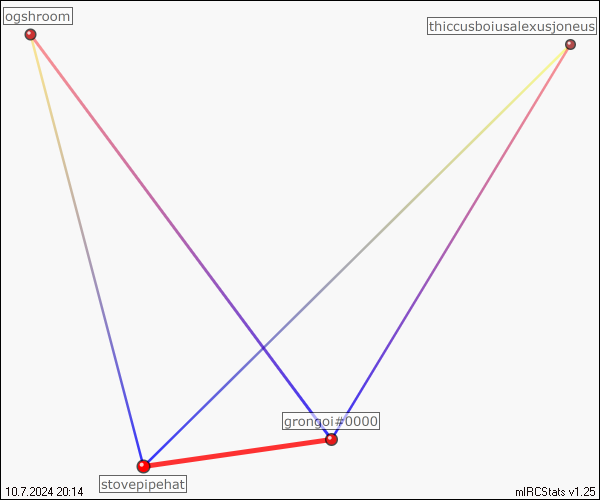 ogshroom
thiccusboiusalexusjoneus
grongoi#0000
stovepipehat
10.7.2024 20:14
mIRCStats v1.25